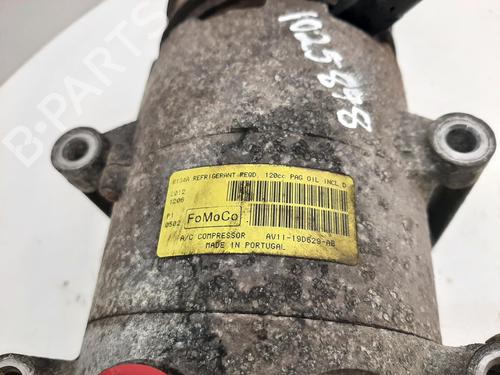 1025848
R134A REFRIGERANT REQD. 120cc PAG OIL INCL.D
2012
1206
P1
0502
FoMoCo
A/C COMPRESSOR AV11-19D629-AB
MADE IN PORTUGAL
B-PARTS